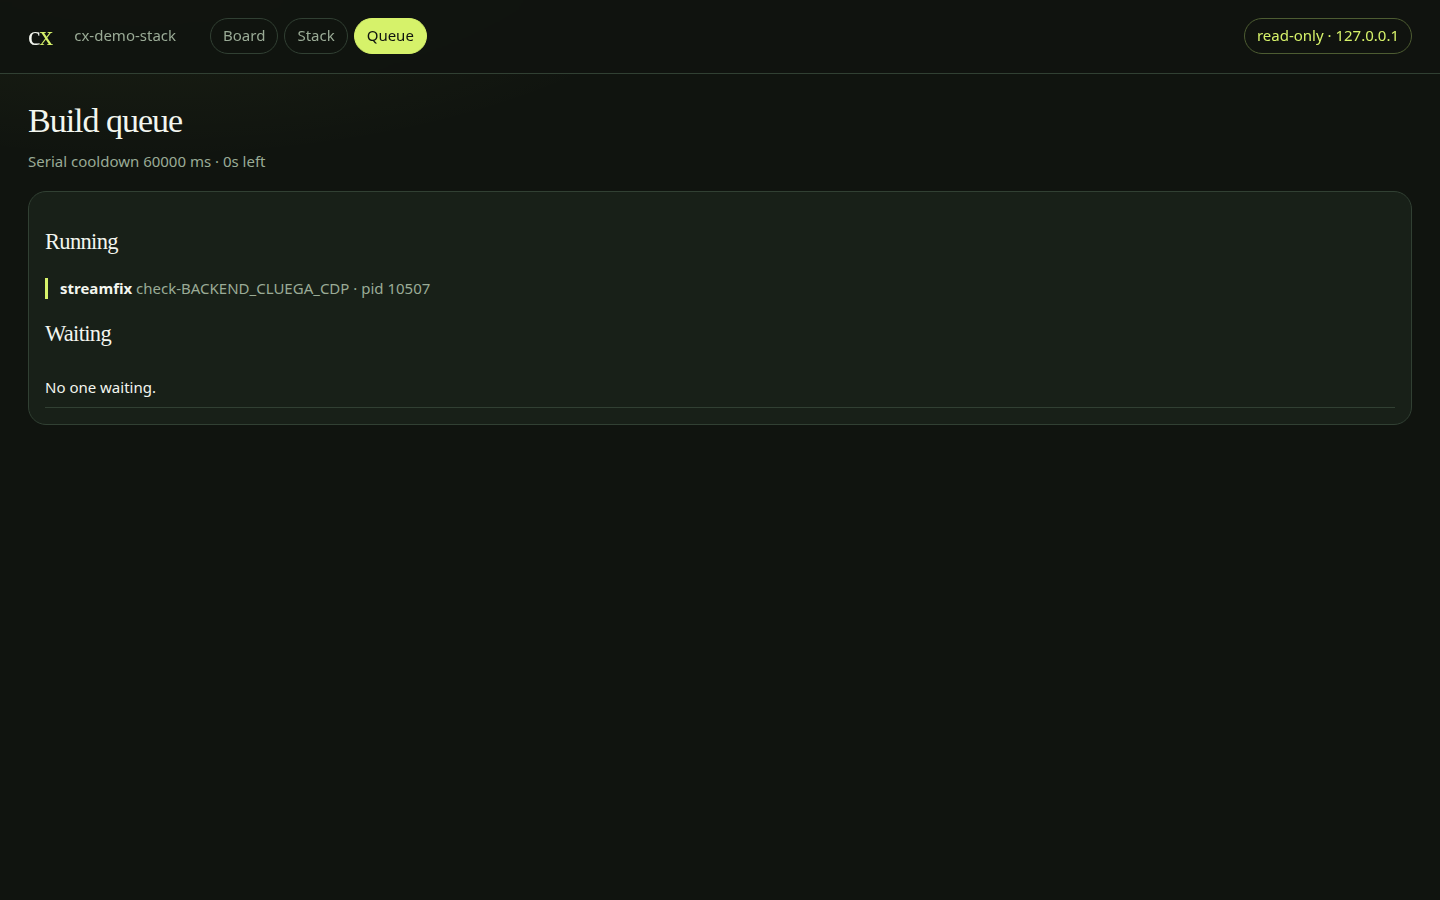 cx cx-demo-stack Board Stack Queue read-only · 127.0.0.1
Build queue
Serial cooldown 60000 ms · 0s left
Running
streamfix check-BACKEND_CLUEGA_CDP · pid 10507
Waiting
No one waiting.